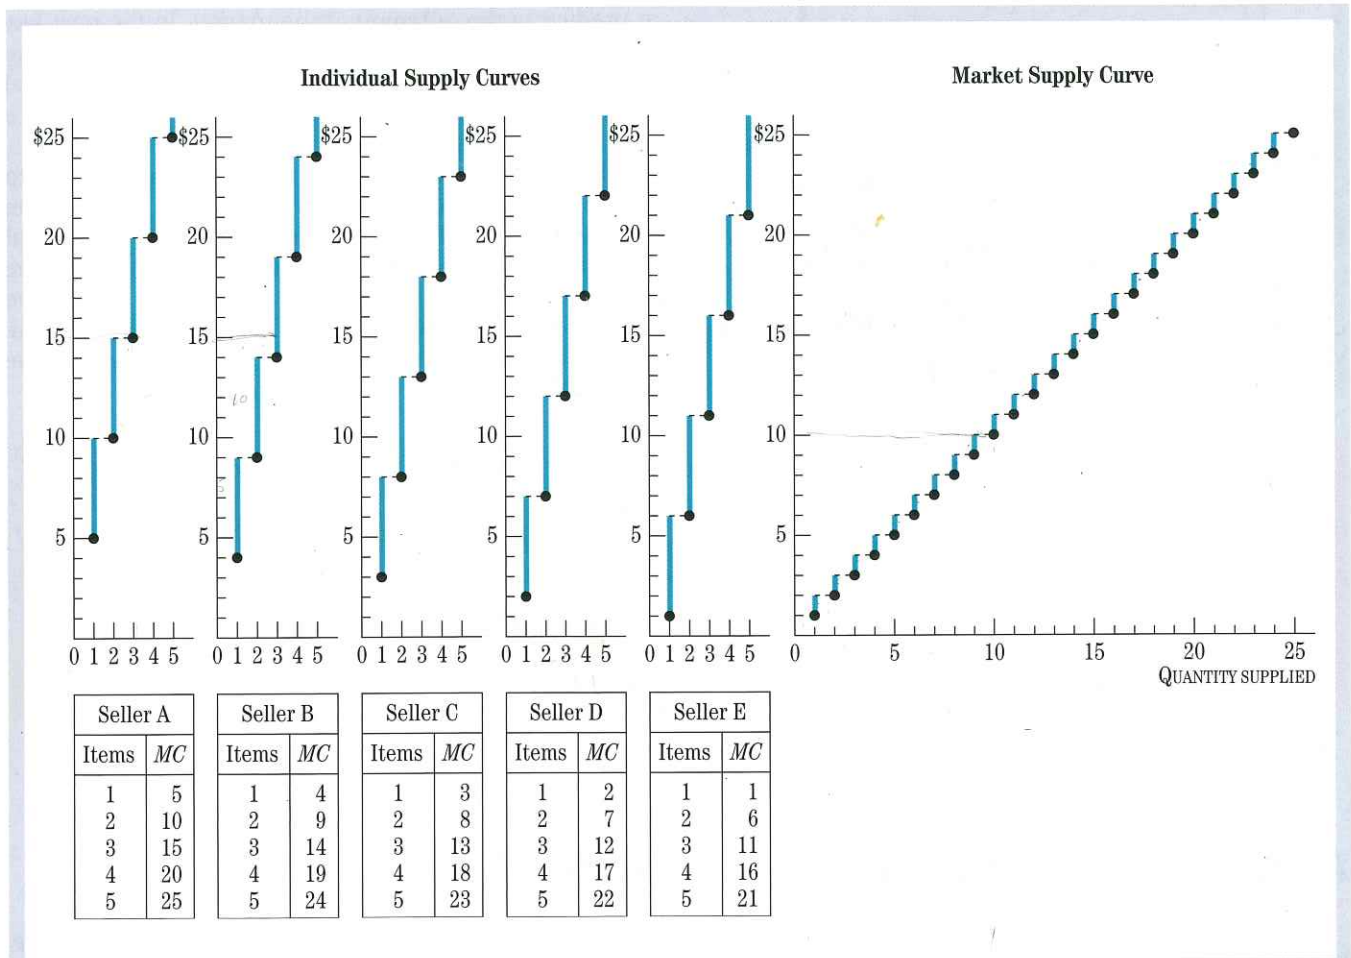 Individual Supply Curves
Market Supply Curve
$25 $25 $25 $25 $25 $25
20 20 20 20 20 20
15 15 15 15 15 15
10
10 10 10 10 10 10
5 5 5 5 5 5
0 1 2 3 4 5 0 1 2 3 4 5 0 1 2 3 4 5 0 1 2 3 4 5 0 1 2 3 4 5 0 5 10 15 20 25
QUANTITY SUPPLIED
Seller A Seller B Seller C Seller D Seller E
Items MC Items MC Items MC Items MC Items MC
1 5 1 4 1 3 1 2 1 1
2 10 2 9 2 8 2 7 2 6
3 15 3 14 3 13 3 12 3 11
4 20 4 19 4 18 4 17 4 16
5 25 5 24 5 23 5 22 5 21